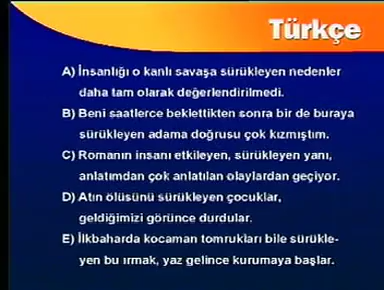 Türkçe
A) İnsanlığı o kanlı savaşa sürükleyen nedenler
daha tam olarak değerlendirilmedi.
B) Beni saatlerce beklettikten sonra bir de buraya
sürükleyen adama doğrusu çok kızmıştım.
C) Romanın insanı etkileyen, sürükleyen yanı,
anlatımdan çok anlatılan olaylardan geçiyor.
D) Atın ölüsünü sürükleyen çocuklar,
geldiğimizi görünce durdular.
E) İlkbaharda kocaman tomrukları bile sürükle-
yen bu ırmak, yaz gelince kurumaya başlar.